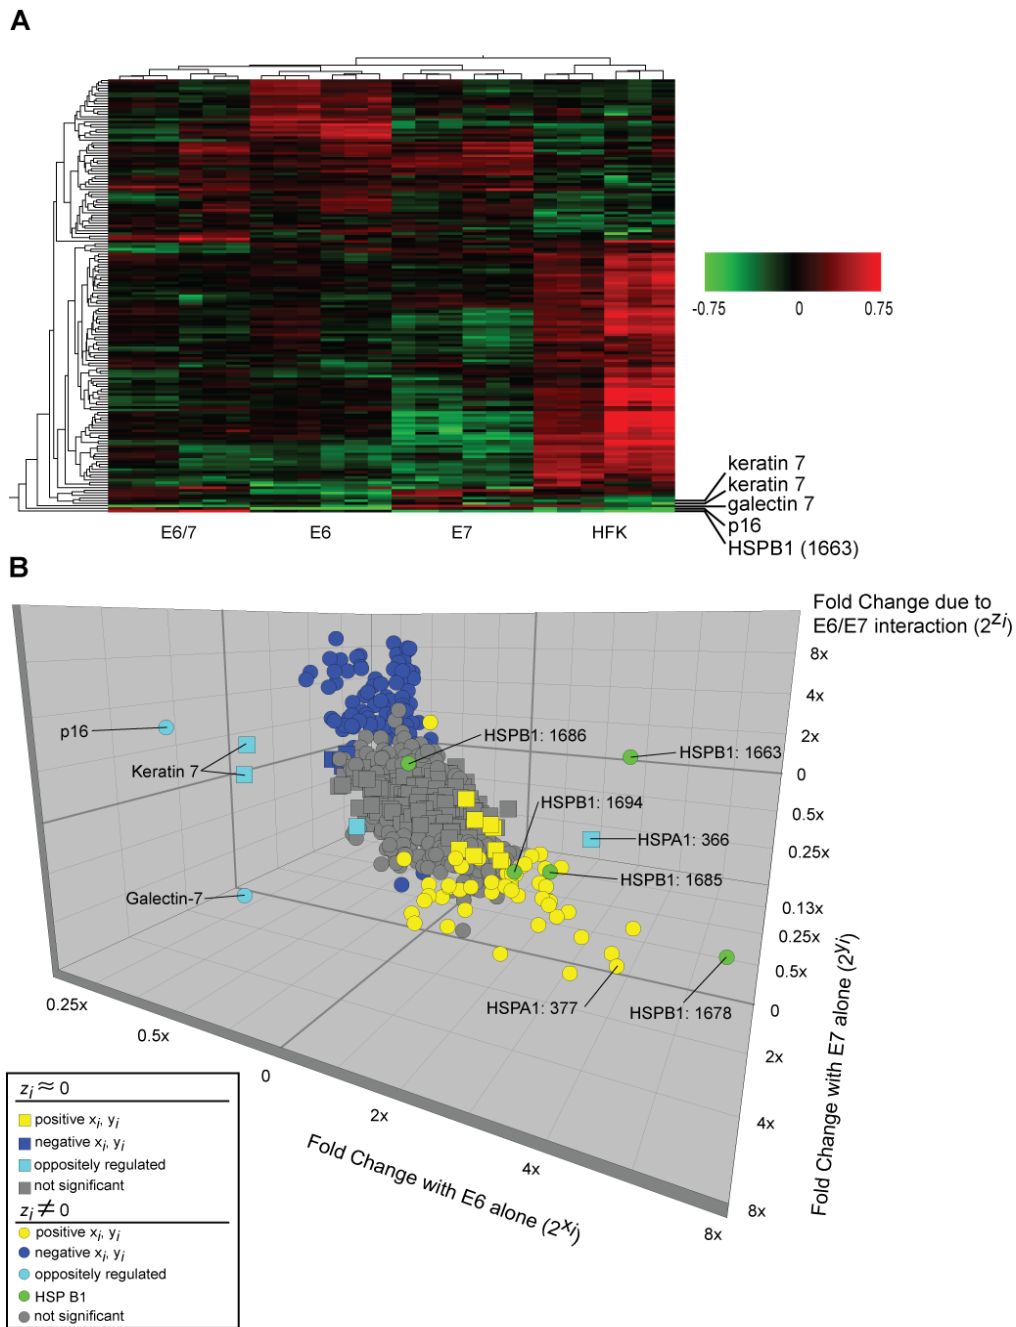 A
-0.75 0 0.75
keratin 7
keratin 7
galectin 7
p16
HSPB1 (1663)
E6/7 E6 E7 HFK
B
Fold Change due to
E6/E7 interaction (2^zi)
8x
4x
2x
0
0.5x
0.25x
0.13x
p16
Keratin 7
Galectin-7
HSPB1: 1686
HSPB1: 1663
HSPB1: 1694
HSPA1: 366
HSPB1: 1685
HSPA1: 377
HSPB1: 1678
0.25x
0.5x
0
2x
4x
8x
Fold Change with E7 alone (2^yi)
0.25x
0.5x
0
2x
4x
8x
Fold Change with E6 alone (2^xi)
zi ≈ 0
positive xi, yi
negative xi, yi
oppositely regulated
not significant
zi ≠ 0
positive xi, yi
negative xi, yi
oppositely regulated
HSP B1
not significant